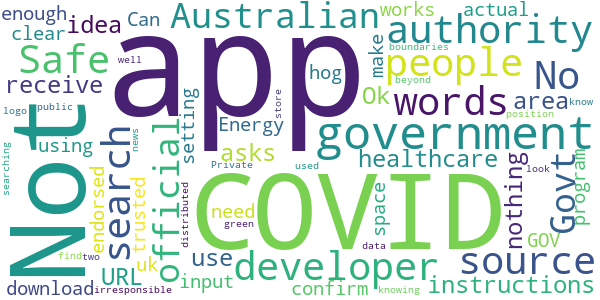 enough
clear
idea
Can
Australian
works
actual
authority
boundaries
make
Safe
receive
app
well
hog
people
No
logo
public
Not
search
using
news
official
setting
Energy
asks
Ok
words
area
know
government
store
position
beyond
searching
endorsed
trusted
distributed
Private
used
healthcare
look
nothing
Govt
program
find
two
need
green
COVID
space
data
GOV
source
download
URL
uk
use
input
developer
confirm
instructions
irresponsible
knowing